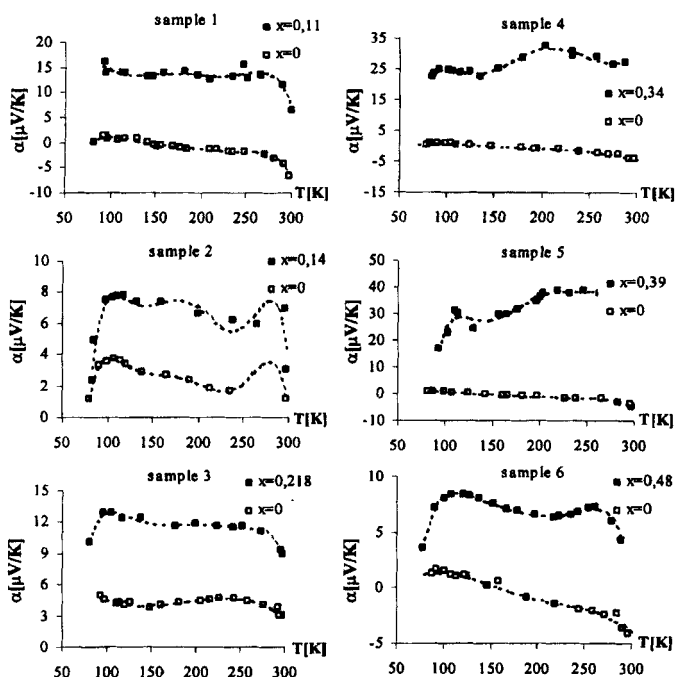 sample 1
α[μV/K]
25
20
15
10
5
0
-5
-10
50 100 150 200 250 300
T[K]
x=0,11
x=0
sample 4
α[μV/K]
35
25
15
5
-5
-15
50 100 150 200 250 300
T[K]
x=0,34
x=0
sample 2
α[μV/K]
10
8
6
4
2
0
50 100 150 200 250 300
T[K]
x=0,14
x=0
sample 5
α[μV/K]
50
40
30
20
10
0
-10
50 100 150 200 250 300
T[K]
x=0,39
x=0
sample 3
α[μV/K]
15
12
9
6
3
0
50 100 150 200 250 300
T[K]
x=0,218
x=0
sample 6
α[μV/K]
10
5
0
-5
50 100 150 200 250 300
T[K]
x=0,48
x=0